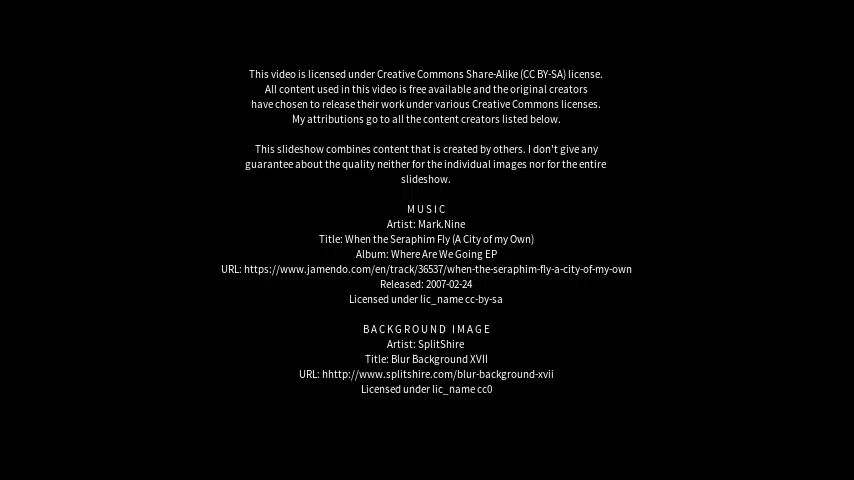 This video is licensed under Creative Commons Share-Alike (CC BY-SA) license.
All content used in this video is free available and the original creators
have chosen to release their work under various Creative Commons licenses.
My attributions go to all the content creators listed below.
This slideshow combines content that is created by others. I don't give any
guarantee about the quality neither for the individual images nor for the entire
slideshow.
MUSIC
Artist: Mark.Nine
Title: When the Seraphim Fly (A City of my Own)
Album: Where Are We Going EP
URL: https://www.jamendo.com/en/track/36537/when-the-seraphim-fly-a-city-of-my-own
Released: 2007-02-24
Licensed under lic_name cc-by-sa
BACKGROUND IMAGE
Artist: SplitShire
Title: Blur Background XVII
URL: hhttp://www.splitshire.com/blur-background-xvii
Licensed under lic_name cc0